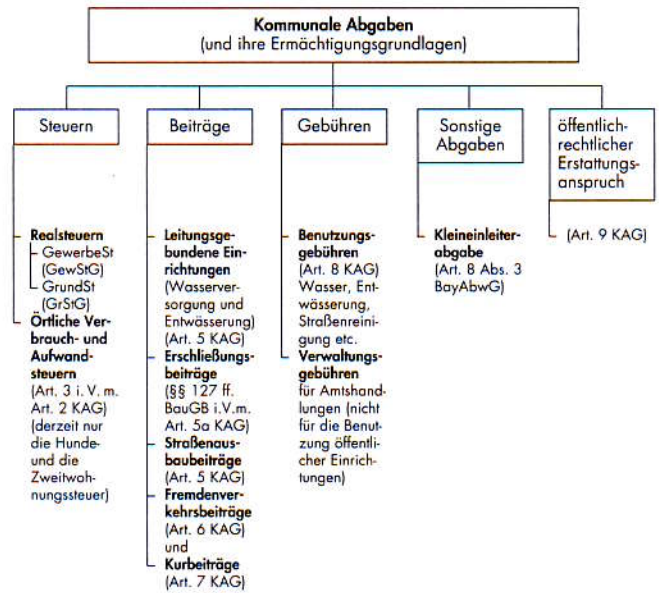 Kommunale Abgaben
(und ihre Ermächtigungsgrundlagen)
Steuern
Beiträge
Gebühren
Sonstige
Abgaben
öffentlich-
rechtlicher
Erstattungs-
anspruch
Realsteuern
GewerbeSt
(GewStG)
GrundSt
(GrStG)
Örtliche Ver-
brauch- und
Aufwand-
steuern
(Art. 3 i. V. m.
Art. 2 KAG)
(derzeit nur
die Hunde-
und die
Zweitwoh-
nungssteuer)
Leitungsge-
bundene Ein-
richtungen
(Wasserver-
sorgung und
Entwässerung)
(Art. 5 KAG)
Erschließungs-
beiträge
(§§ 127 ff.
BauGB i.V.m.
Art. 5a KAG)
Straßenaus-
baubeiträge
(Art. 5 KAG)
Fremdenver-
kehrsbeiträge
(Art. 6 KAG)
und
Kurbeiträge
(Art. 7 KAG)
Benutzungs-
gebühren
(Art. 8 KAG)
Wasser, Ent-
wässerung,
Straßenreini-
gung etc.
Verwaltungs-
gebühren
für Amtshand-
lungen (nicht
für die Benut-
zung öffentli-
cher Einrich-
tungen)
Kleineinleiter-
abgabe
(Art. 8 Abs. 3
BayAbwG)
(Art. 9 KAG)